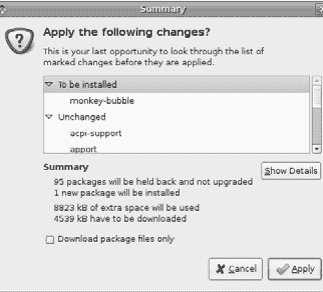 Summary
Apply the following changes?
This is your last opportunity to look through the list of
marked changes before they are applied.
To be installed
monkey-bubble
Unchanged
acpi-support
apport
Summary
Show Details
95 packages will be held back and not upgraded
1 new package will be installed
8823 kB of extra space will be used
4539 kB have to be downloaded
Download package files only
Cancel
Apply